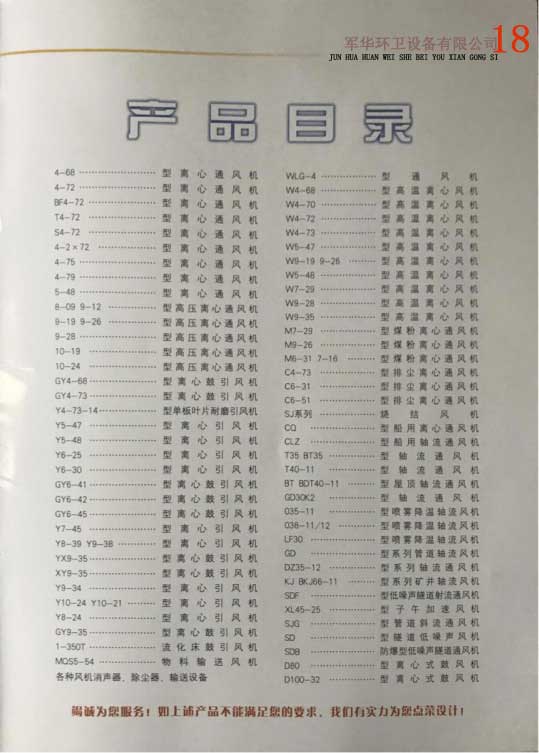 军华环卫设备有限公司 18
JUN HUA HUAN WEI SHE BEI YOU XIAN GONG SI
产品目录
4-68 型离心通风机
4-72 型离心通风机
BF4-72 型离心通风机
T4-72 型离心通风机
S4-72 型离心通风机
4-2×72 型离心通风机
4-75 型离心通风机
4-79 型离心通风机
5-48 型离心通风机
8-09 9-12 型高压离心通风机
9-19 9-26 型高压离心通风机
9-28 型高压离心通风机
10-19 型高压离心通风机
10-24 型高压离心通风机
GY4-68 型离心鼓引风机
GY4-73 型离心鼓引风机
Y4-73-14 型单板叶片耐磨引风机
Y5-47 型离心引风机
Y5-48 型离心引风机
Y6-25 型离心引风机
Y6-30 型离心引风机
GY6-41 型离心鼓引风机
GY6-42 型离心鼓引风机
GY6-45 型离心鼓引风机
Y7-45 型离心引风机
Y8-39 Y9-38 型离心引风机
YX9-35 型离心鼓引风机
XY9-35 型离心鼓引风机
Y9-34 型离心引风机
Y10-24 Y10-21 型离心引风机
Y8-24 型离心引风机
GY9-35 型离心鼓引风机
1-350T 流化床鼓引风机
MQS5-54 物料输送风机
各种风机消声器、除尘器、输送设备
WLG-4 型通风机
W4-68 型高温离心风机
W4-70 型高温离心风机
W4-72 型高温离心风机
W4-73 型高温离心风机
W5-47 型高温离心风机
W9-19 9-26 型高温离心风机
W5-48 型高温离心风机
W7-29 型高温离心风机
W9-28 型高温离心风机
W9-35 型高温离心风机
M7-29 型煤粉离心通风机
M9-26 型煤粉离心通风机
M6-31 7-16 型煤粉离心通风机
C4-73 型排尘离心通风机
C6-31 型排尘离心通风机
C6-51 型排尘离心通风机
SJ系列 烧结风机
CQ 型船用离心通风机
CLZ 型船用轴流通风机
T35 BT35 型轴流通风机
T40-11 型轴流通风机
BT BDT40-11 型屋顶轴流通风机
GD30K2 型轴流通风机
035-11 型喷雾降温轴流风机
038-11/12 型喷雾降温轴流风机
LF30 型喷雾降温轴流风机
GD 型系列管道轴流风机
DZ35-12 型系列轴流通风机
KJ BKJ66-11 型系列矿井轴流风机
SDF 型低噪声隧道射流通风机
XL45-25 型子午加速风机
SJG 型管道斜流通风机
SD 型隧道低噪声风机
SDB 防爆型低噪声隧道通风机
D80 型离心式鼓风机
D100-32 型离心式鼓风机
竭诚为您服务！如上述产品不能满足您的要求、我们有实力为您点菜设计！